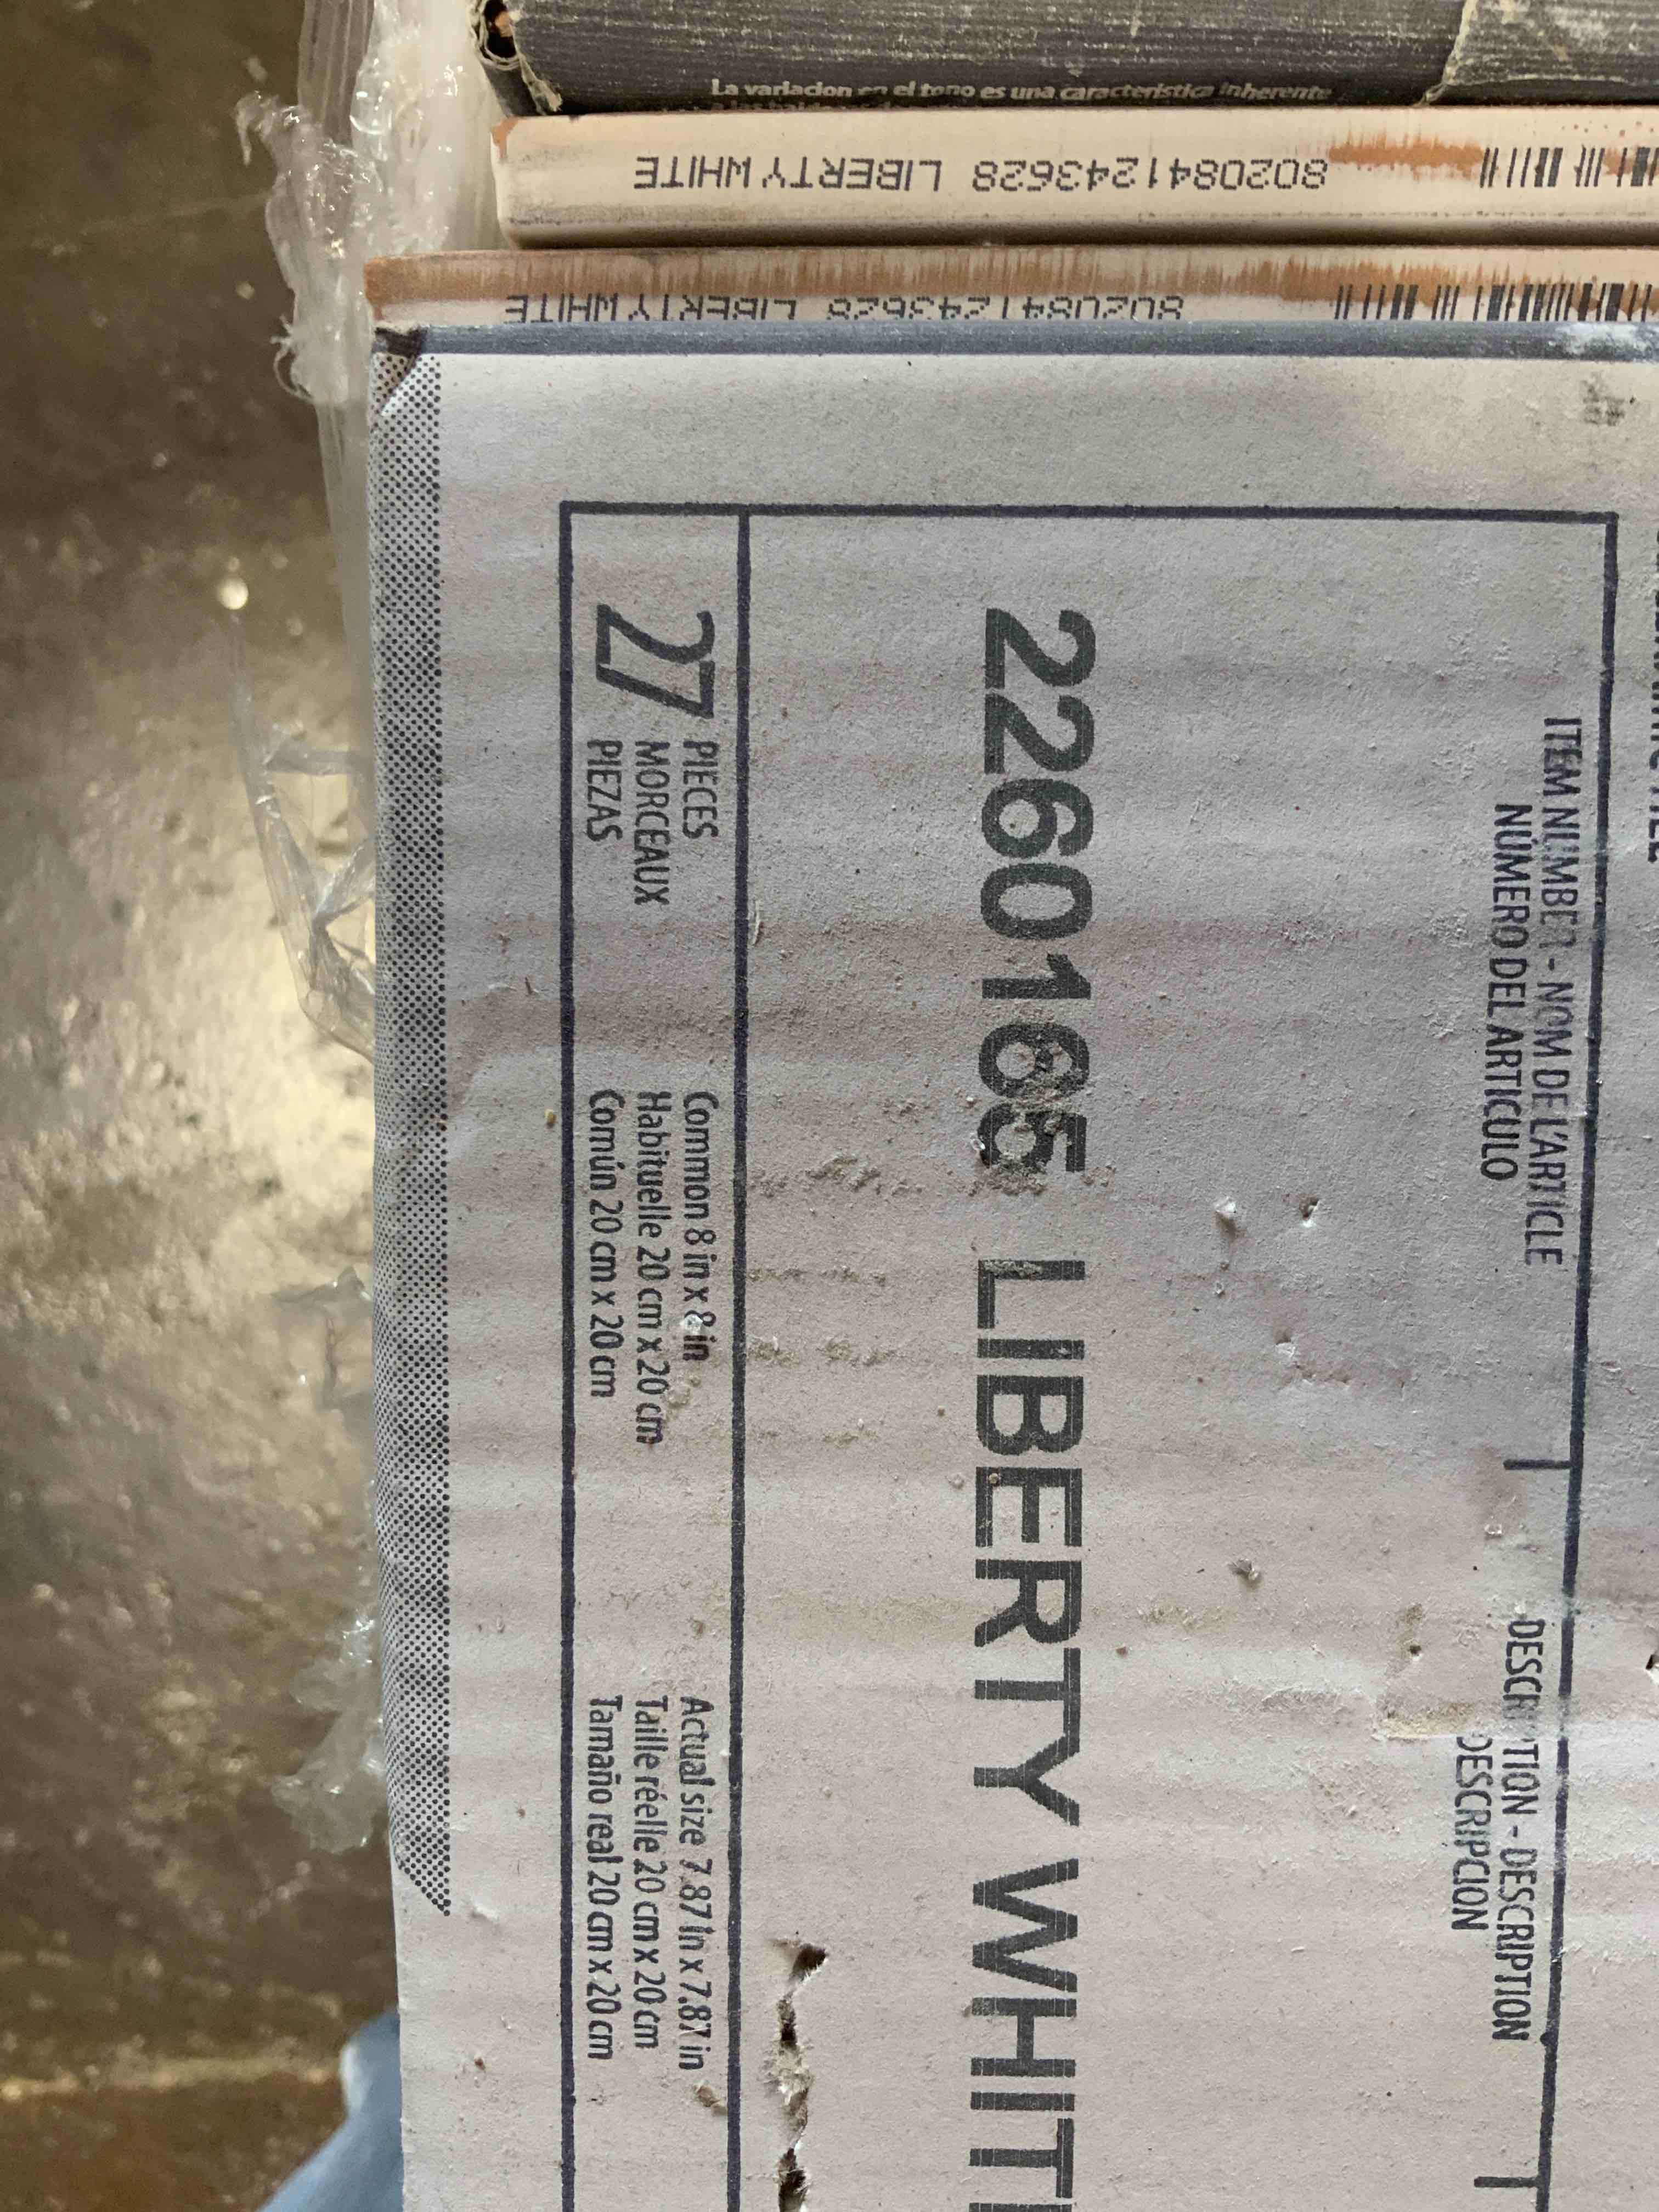 La variacion en el tono es una caracteristica inherente
8020841243628 LIBERTY WHITE
8020841243628 LIBERTY WHITE
ITEM NUMBER - NOM DE L'ARTICLE
NÚMERO DEL ARTICULO
DESCRIPTION - DESCRIPTION
DESCRIPCION
2260165 LIBERTY WHIT
27 PIECES
MORCEAUX
PIEZAS
Common 8 in x 8 in
Habituelle 20 cm x 20 cm
Común 20 cm x 20 cm
Actual size 7.87 in x 7.87 in
Taille réelle 20 cm x 20 cm
Tamaño real 20 cm x 20 cm